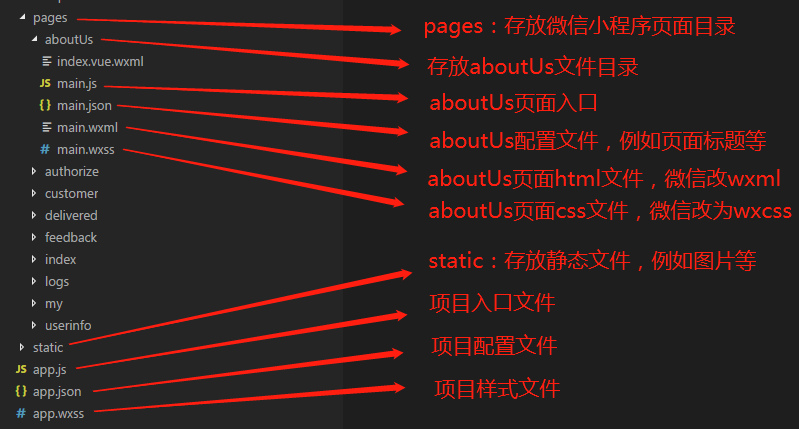 pages
pages：存放微信小程序页面目录
aboutUs
存放aboutUs文件目录
index.vue.wxml
JS main.js
aboutUs页面入口
{ } main.json
aboutUs配置文件，例如页面标题等
main.wxml
aboutUs页面html文件，微信改wxml
# main.wxss
aboutUs页面css文件，微信改为wxcss
authorize
customer
delivered
feedback
index
logs
my
userinfo
static
static：存放静态文件，例如图片等
JS app.js
项目入口文件
{ } app.json
项目配置文件
# app.wxss
项目样式文件